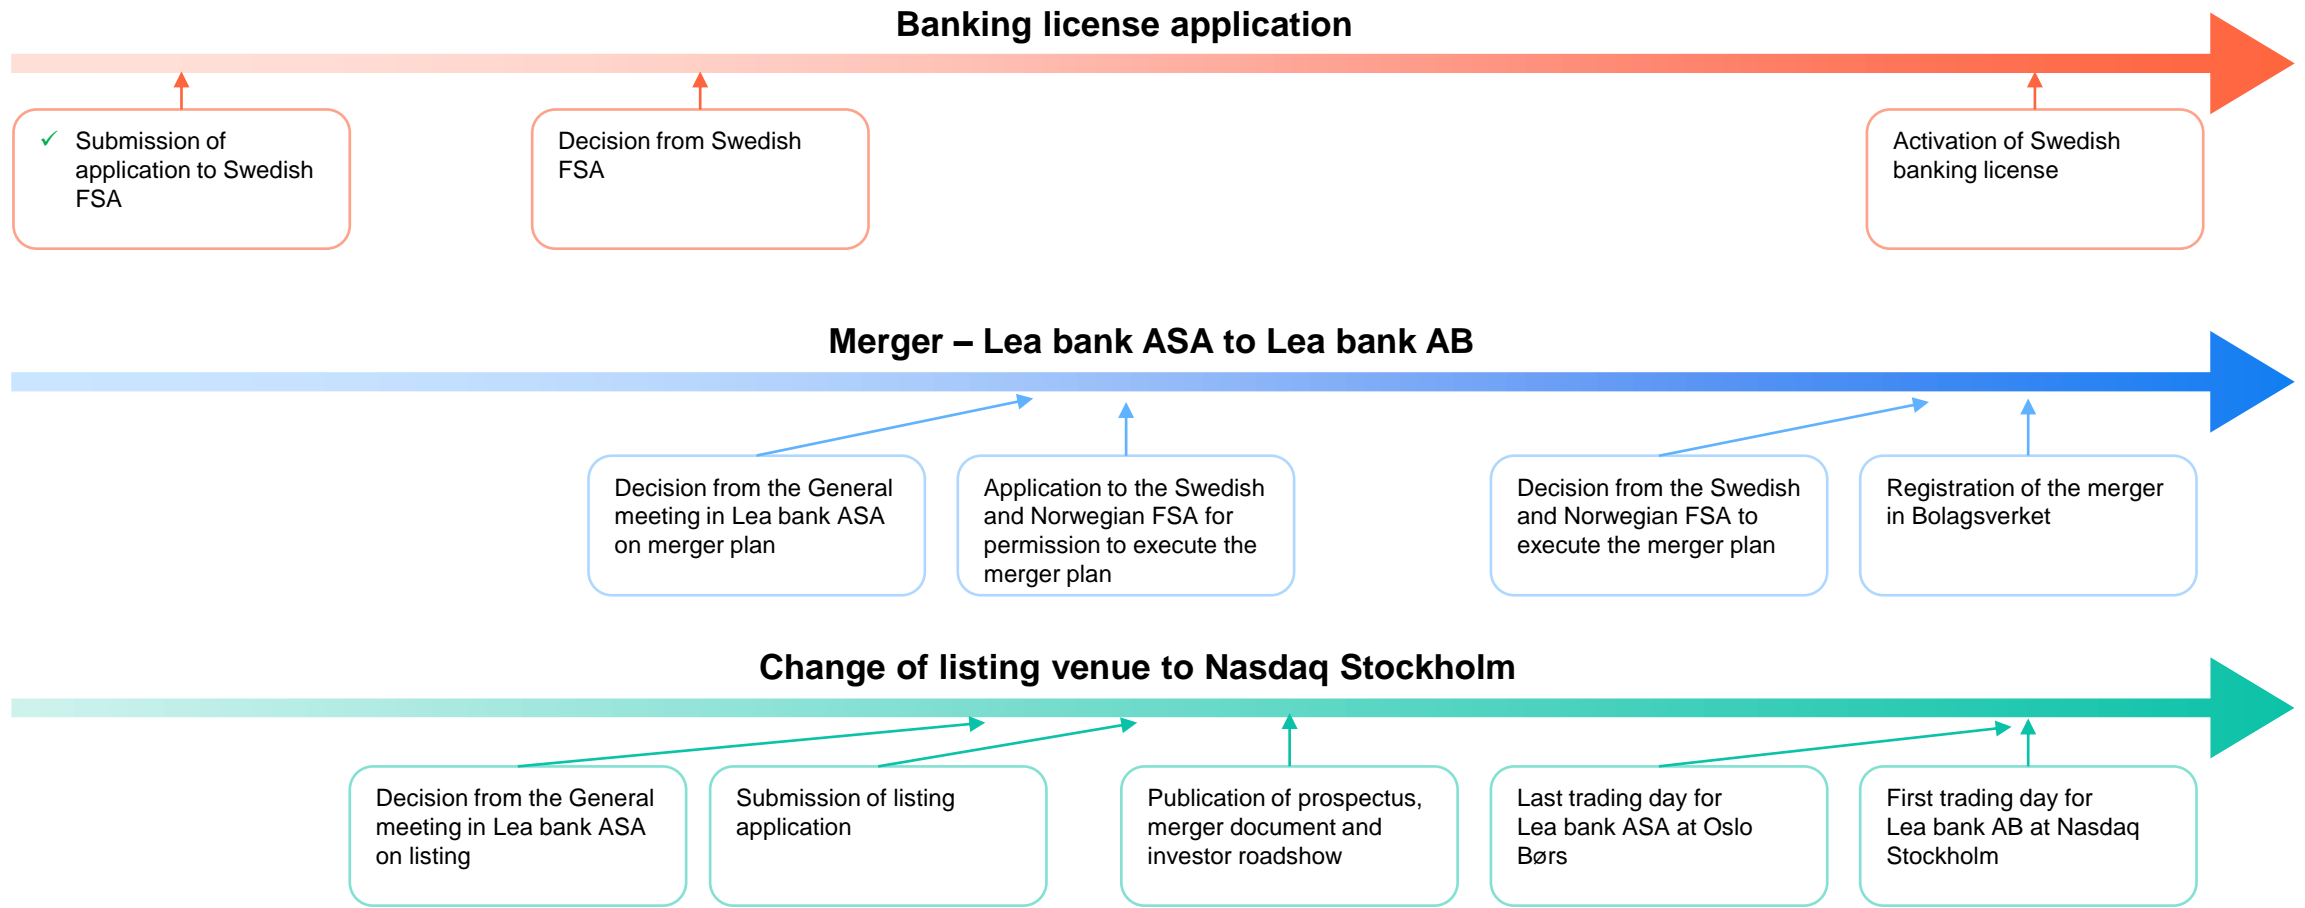 Banking license application
✓ Submission of
application to Swedish
FSA
Decision from Swedish
FSA
Activation of Swedish
banking license
Merger – Lea bank ASA to Lea bank AB
Decision from the General
meeting in Lea bank ASA
on merger plan
Application to the Swedish
and Norwegian FSA for
permission to execute the
merger plan
Decision from the Swedish
and Norwegian FSA to
execute the merger plan
Registration of the merger
in Bolagsverket
Change of listing venue to Nasdaq Stockholm
Decision from the General
meeting in Lea bank ASA
on listing
Submission of listing
application
Publication of prospectus,
merger document and
investor roadshow
Last trading day for
Lea bank ASA at Oslo
Børs
First trading day for
Lea bank AB at Nasdaq
Stockholm